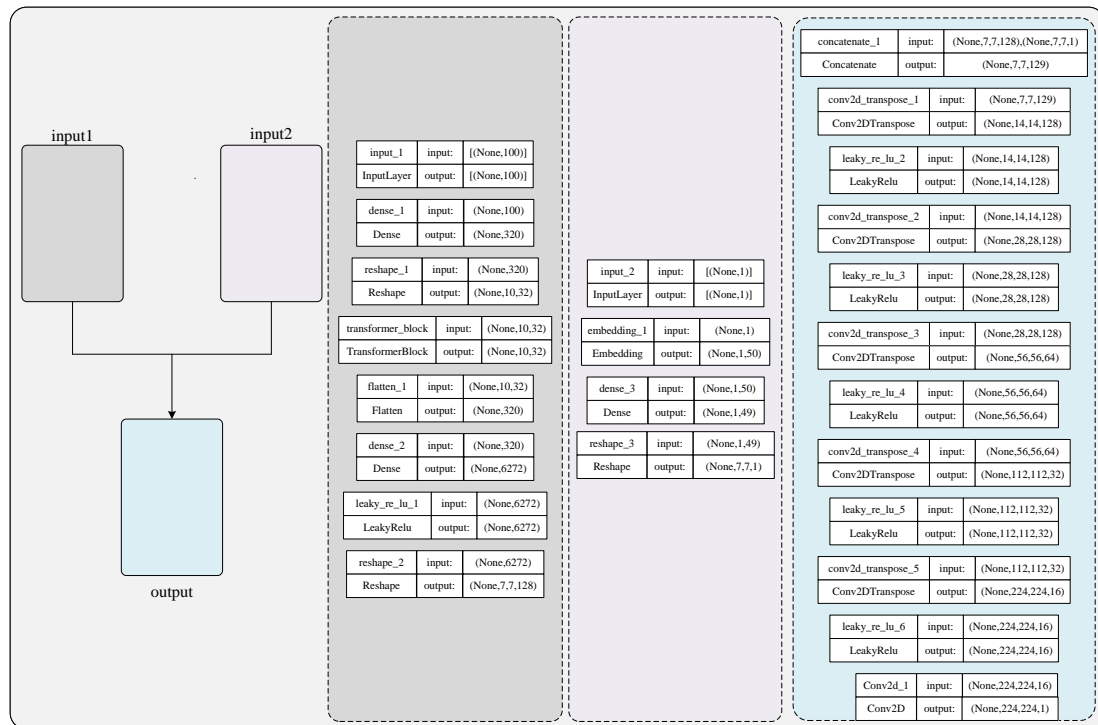 input1
input2
output
input_1 input: [(None,100)]
InputLayer output: [(None,100)]
dense_1 input: (None,100)
Dense output: (None,320)
reshape_1 input: (None,320)
Reshape output: (None,10,32)
transformer_block input: (None,10,32)
TransformerBlock output: (None,10,32)
flatten_1 input: (None,10,32)
Flatten output: (None,320)
dense_2 input: (None,320)
Dense output: (None,6272)
leaky_re_lu_1 input: (None,6272)
LeakyRelu output: (None,6272)
reshape_2 input: (None,6272)
Reshape output: (None,7,7,128)
input_2 input: [(None,1)]
InputLayer output: [(None,1)]
embedding_1 input: (None,1)
Embedding output: (None,1,50)
dense_3 input: (None,1,50)
Dense output: (None,1,49)
reshape_3 input: (None,1,49)
Reshape output: (None,7,7,1)
concatenate_1 input: (None,7,7,128),(None,7,7,1)
Concatenate output: (None,7,7,129)
conv2d_transpose_1 input: (None,7,7,129)
Conv2DTranspose output: (None,14,14,128)
leaky_re_lu_2 input: (None,14,14,128)
LeakyRelu output: (None,14,14,128)
conv2d_transpose_2 input: (None,14,14,128)
Conv2DTranspose output: (None,28,28,128)
leaky_re_lu_3 input: (None,28,28,128)
LeakyRelu output: (None,28,28,128)
conv2d_transpose_3 input: (None,28,28,128)
Conv2DTranspose output: (None,56,56,64)
leaky_re_lu_4 input: (None,56,56,64)
LeakyRelu output: (None,56,56,64)
conv2d_transpose_4 input: (None,56,56,64)
Conv2DTranspose output: (None,112,112,32)
leaky_re_lu_5 input: (None,112,112,32)
LeakyRelu output: (None,112,112,32)
conv2d_transpose_5 input: (None,112,112,32)
Conv2DTranspose output: (None,224,224,16)
leaky_re_lu_6 input: (None,224,224,16)
LeakyRelu output: (None,224,224,16)
Conv2d_1 input: (None,224,224,16)
Conv2D output: (None,224,224,1)